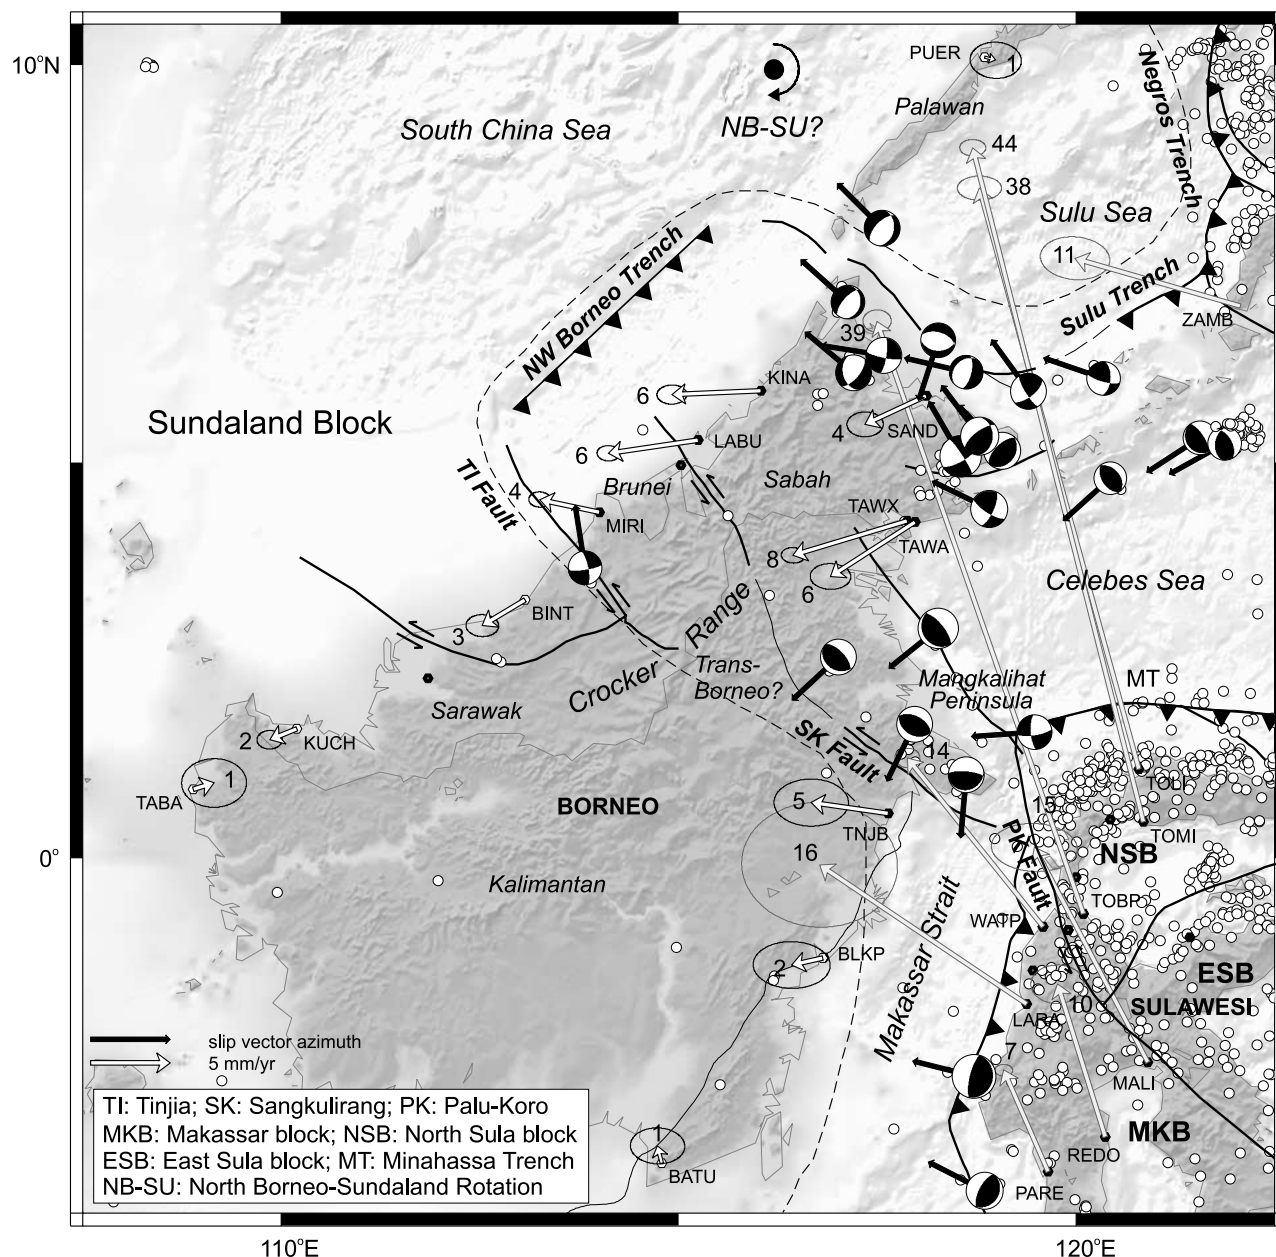 10°N
PUER
1
Palawan
Negros Trench
South China Sea
NB-SU?
44
38
Sulu Sea
11
Sulu Trench
ZAMB
NW Borneo Trench
39
KINA
6
Sundaland Block
4
SAND
LABU
6
TI Fault
4
Brunei
Sabah
MIRI
TAWX
TAWA
8
6
Celebes Sea
BINT
3
Range
Crocker
Trans-
Borneo?
Mangkalihat
Peninsula
MT
Sarawak
2
KUCH
SK Fault
14
1
TABA
BORNEO
5
TNJB
15
TOLI
TOMI
PK Fault
NSB
16
0°
Kalimantan
TOBP
WATP
Makassar Strait
2
BLKP
ESB
SULAWESI
10
LARA
slip vector azimuth
5 mm/yr
7
MALI
TI: Tinjia; SK: Sangkulirang; PK: Palu-Koro
MKB: Makassar block; NSB: North Sula block
ESB: East Sula block; MT: Minahassa Trench
NB-SU: North Borneo-Sundaland Rotation
1
BATU
MKB
REDO
PARE
110°E
120°E